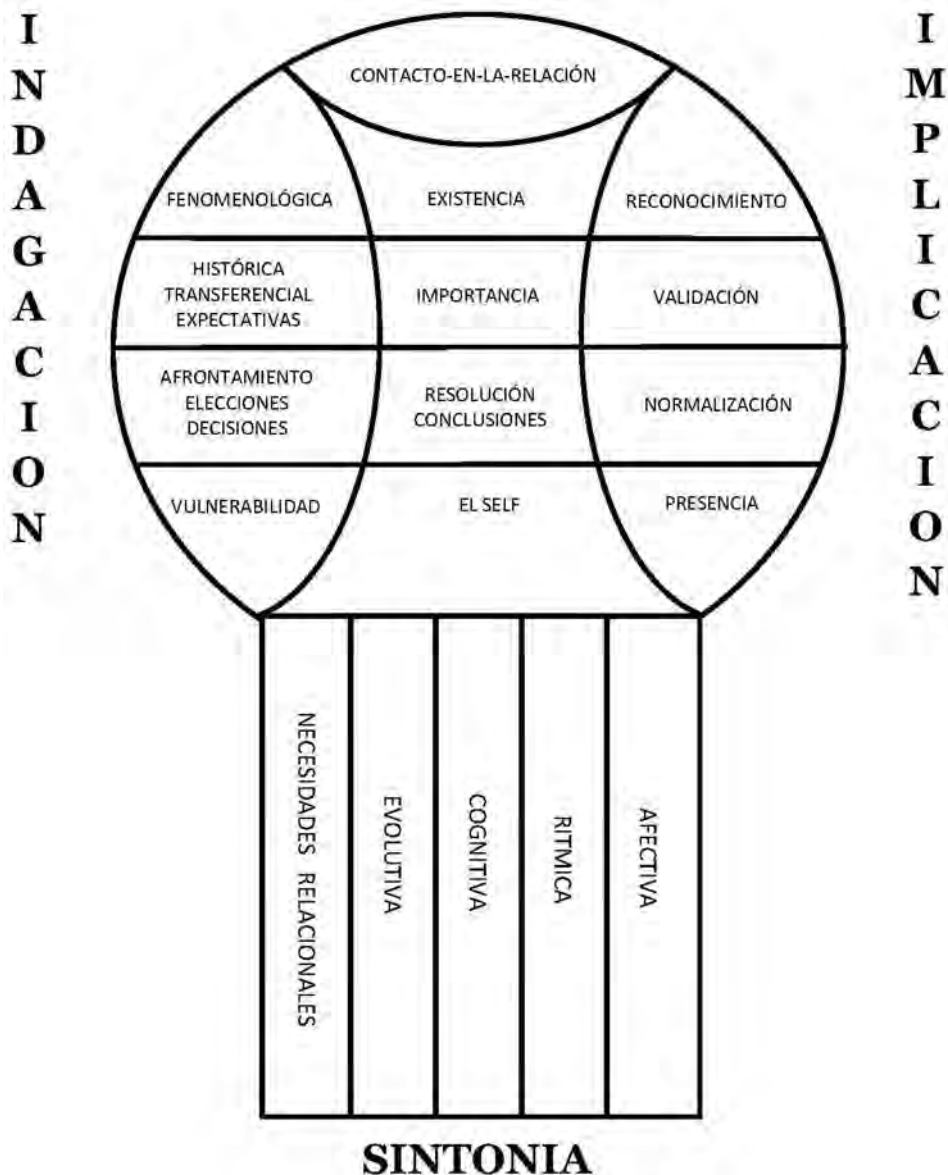 INDAGACION
IMPLICACION
CONTACTO-EN-LA-RELACIÓN
FENOMENOLÓGICA
EXISTENCIA
RECONOCIMIENTO
HISTÓRICA
TRANSFERENCIAL
EXPECTATIVAS
IMPORTANCIA
VALIDACIÓN
AFRONTAMIENTO
ELECCIONES
DECISIONES
RESOLUCIÓN
CONCLUSIONES
NORMALIZACIÓN
VULNERABILIDAD
EL SELF
PRESENCIA
NECESIDADES RELACIONALES
EVOLUTIVA
COGNITIVA
RITMICA
AFECTIVA
SINTONIA